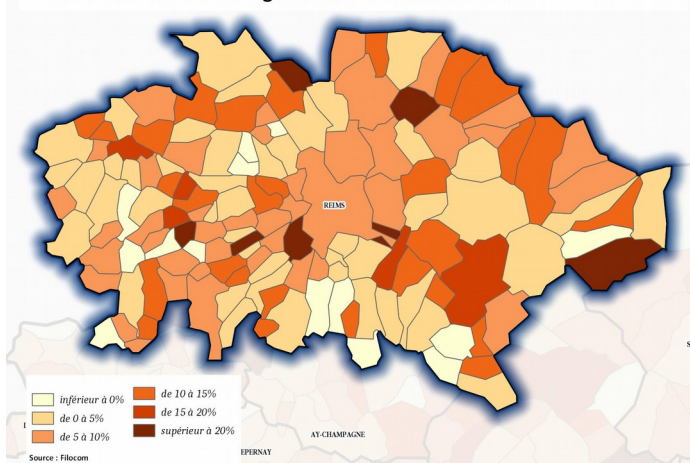 REIMS
inférieur à 0%
de 0 à 5%
de 5 à 10%
de 10 à 15%
de 15 à 20%
supérieur à 20%
Source : Filocom
AY-CHAMPAGNE
EPERNAY